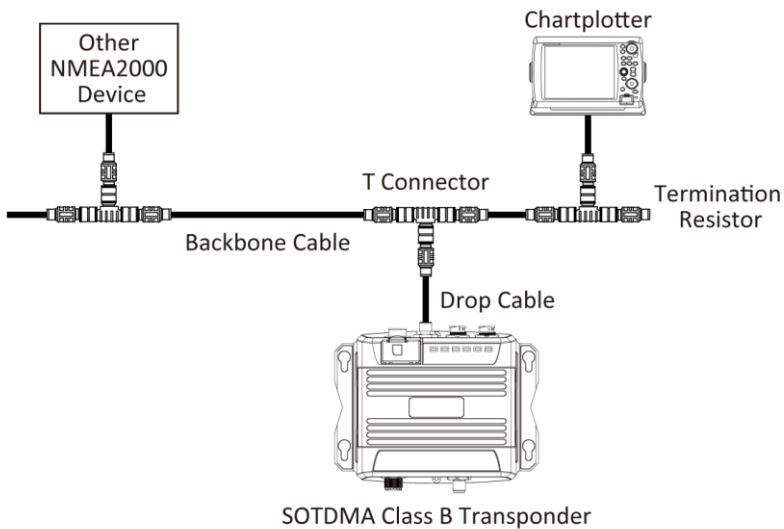 Chartplotter
Other
NMEA2000
Device
T Connector
Termination
Resistor
Backbone Cable
Drop Cable
SOTDMA Class B Transponder